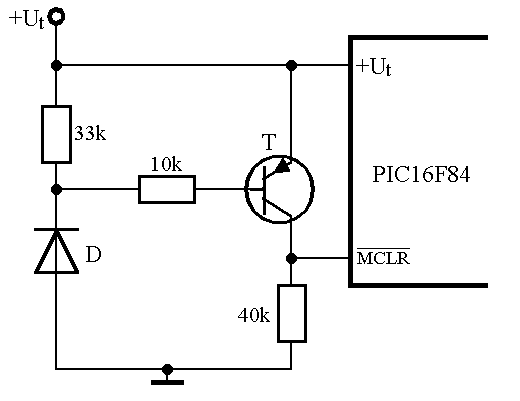 +Ut
+Ut
33k
T
10k
PIC16F84
D
MCLR
40k